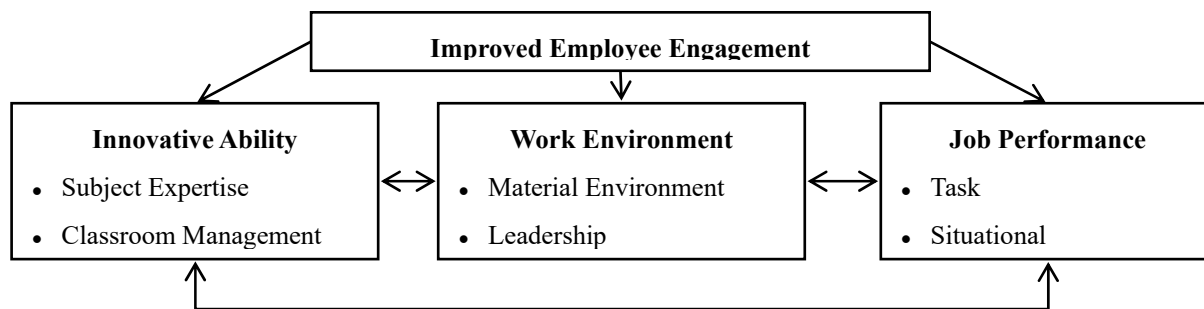 Improved Employee Engagement
Innovative Ability
• Subject Expertise
• Classroom Management
Work Environment
• Material Environment
• Leadership
Job Performance
• Task
• Situational